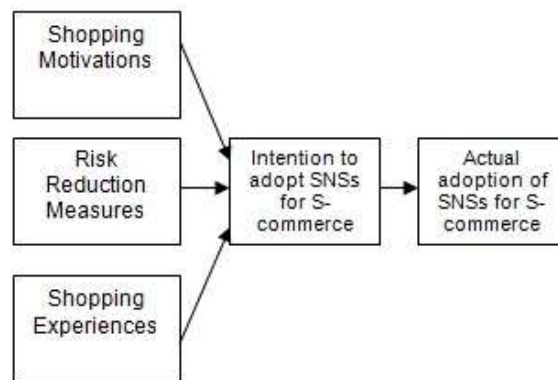 Shopping
Motivations
Risk
Reduction
Measures
Shopping
Experiences
Intention to
adopt SNSs
for S-
commerce
Actual
adoption of
SNSs for S-
commerce